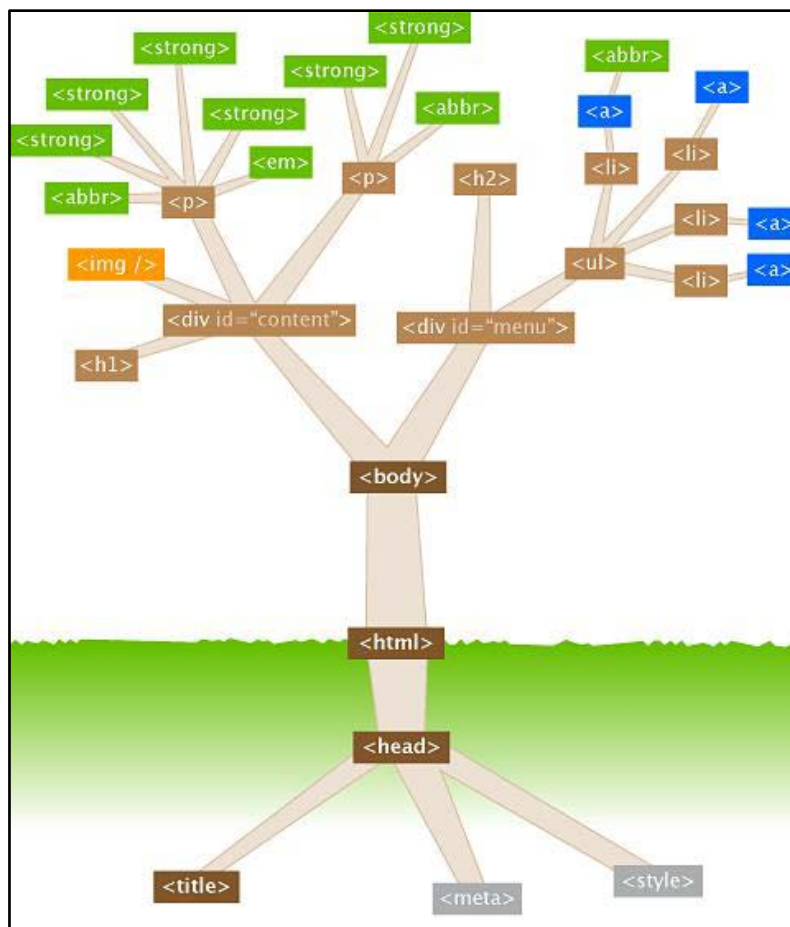 <strong>
<strong>
<abbr>
<strong>
<a>
<strong>
<a>
<strong>
<strong>
<abbr>
<strong>
<li>
<em>
<li>
<p>
<h2>
<abbr>
<p>
<li>
<a>
<img />
<ul>
<a>
<li>
<div id="content">
<div id="menu">
<h1>
<body>
<html>
<head>
<title>
<style>
<meta>